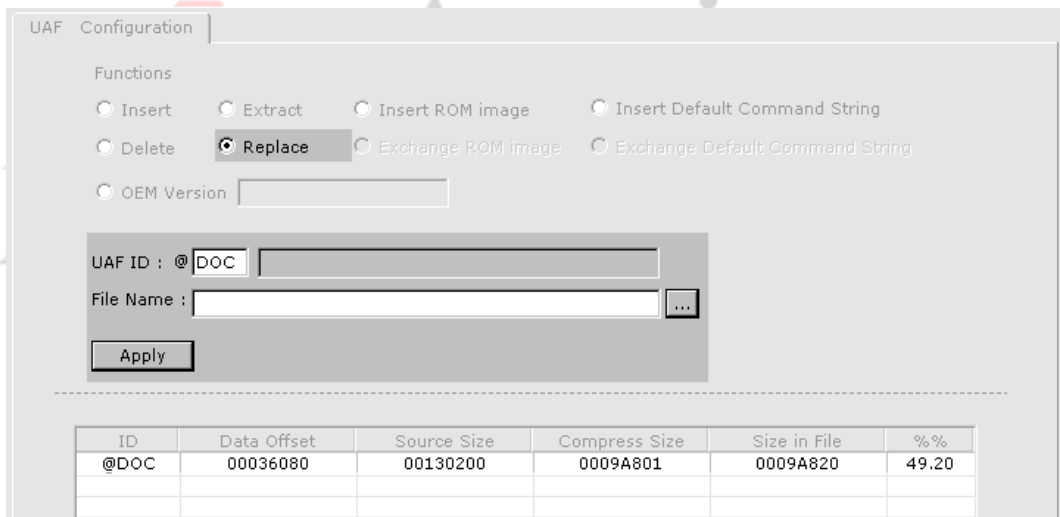 UAF Configuration
Functions
Insert Extract Insert ROM image Insert Default Command String
Delete Replace Exchange ROM image Exchange Default Command String
OEM Version
UAF ID : @ DOC
File Name :
...
Apply
ID Data Offset Source Size Compress Size Size in File %%
@DOC 00036080 00130200 0009A801 0009A820 49.20